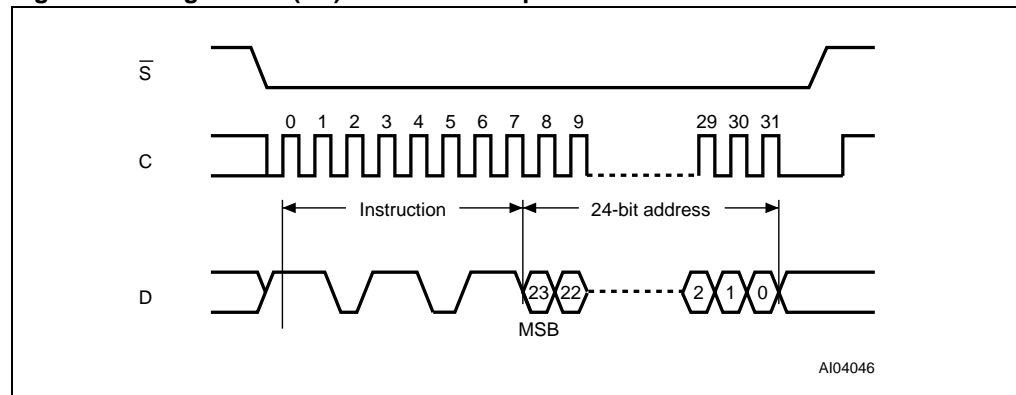 S
0 1 2 3 4 5 6 7 8 9 29 30 31
C
Instruction 24-bit address
D
23 22 2 1 0
MSB
AI04046